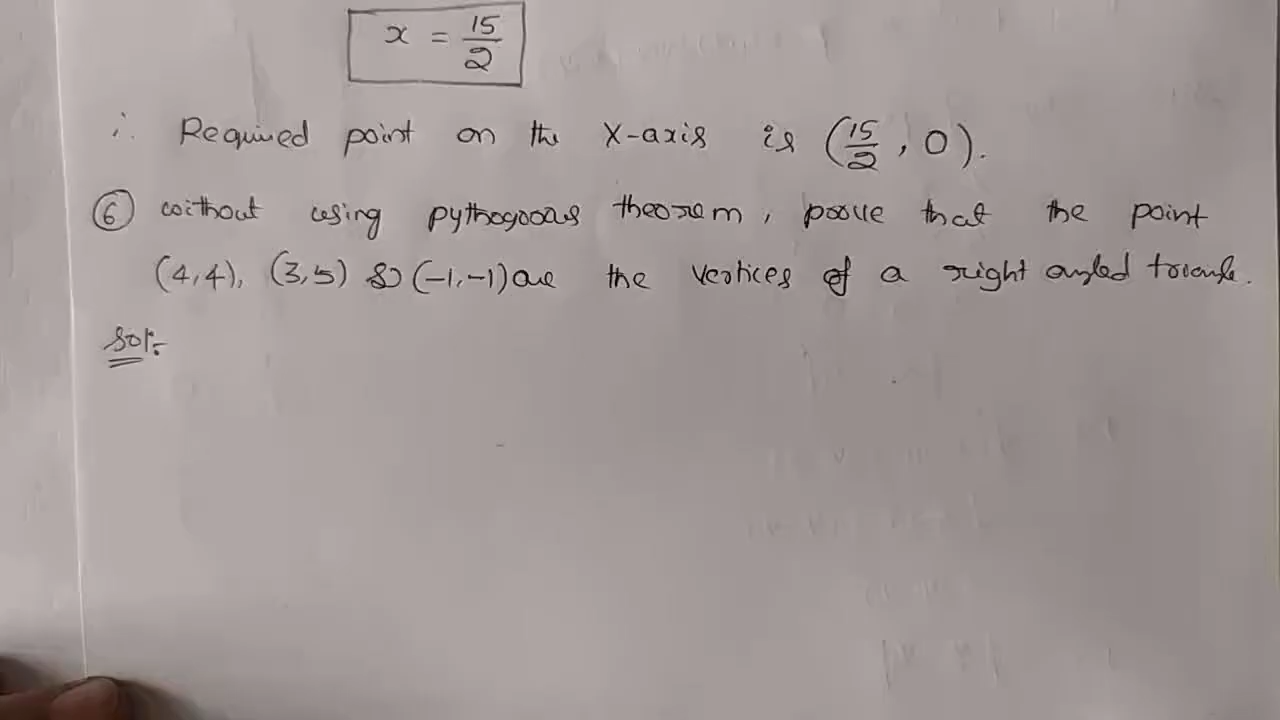 x = 15/2
∴ Required point on the X-axis is (15/2, 0).
⑥ without using pythogoras theorem, prove that the point
(4,4), (3,5) & (-1,-1) are the vertices of a right angled triangle.
Sol:-